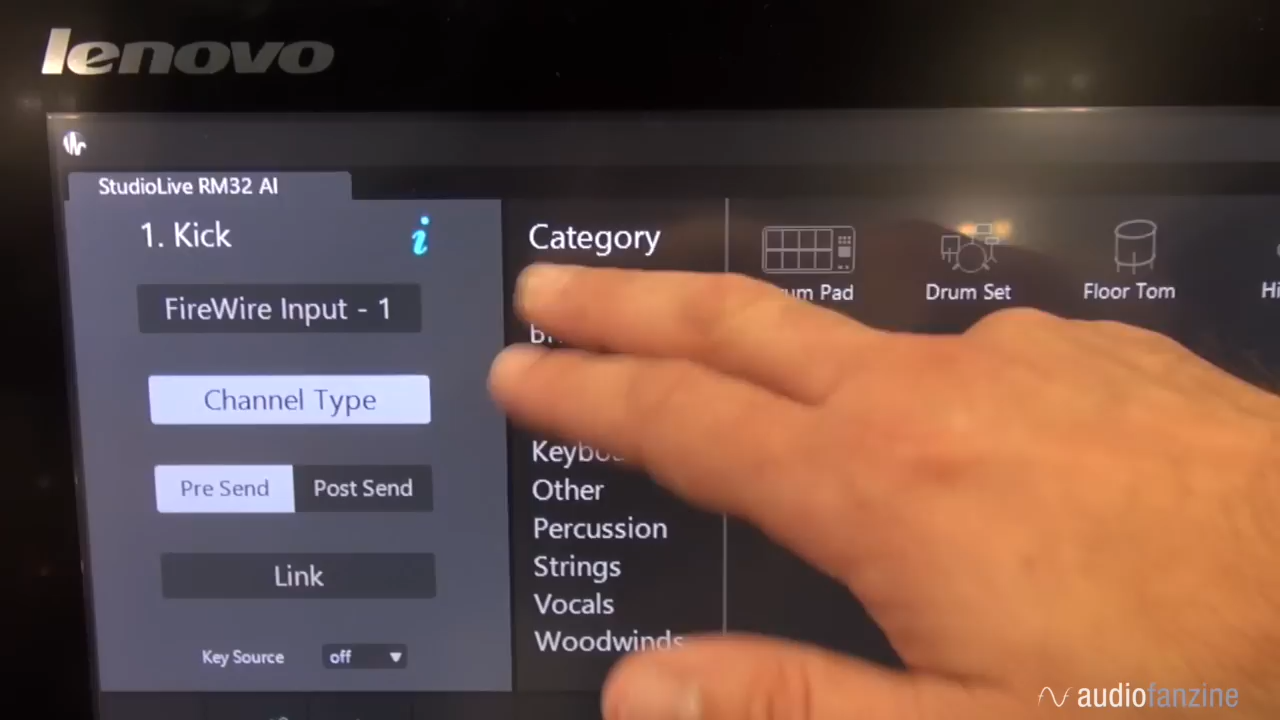 lenovo
StudioLive RM32 AI
1. Kick
i
FireWire Input - 1
Channel Type
Pre Send
Post Send
Link
Key Source
off
Category
Other
Percussion
Strings
Vocals
Woodwinds
Pad
Drum Set
Floor Tom
audiofanzine